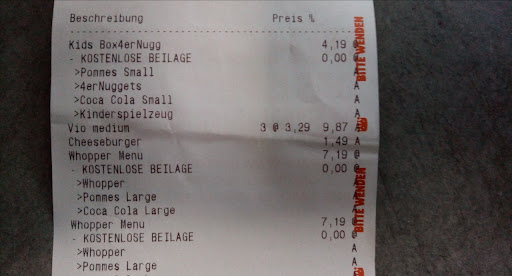 Beschreibung Preis %
Kids Box4erNugg 4,19 @
- KOSTENLOSE BEILAGE 0,00 @
>Pommes Small A
>4erNuggets A
>Coca Cola Small A
>Kinderspielzeug A
Vio medium 3 @ 3,29 9,87
Cheeseburger 1,49 A
Whopper Menu 7,19 @
- KOSTENLOSE BEILAGE 0,00 @
>Whopper
>Pommes Large
>Coca Cola Large
Whopper Menu 7,19 @
- KOSTENLOSE BEILAGE 0,00 @
>Whopper A
>Pommes Large
BITTE WENDEN
BITTE WENDEN